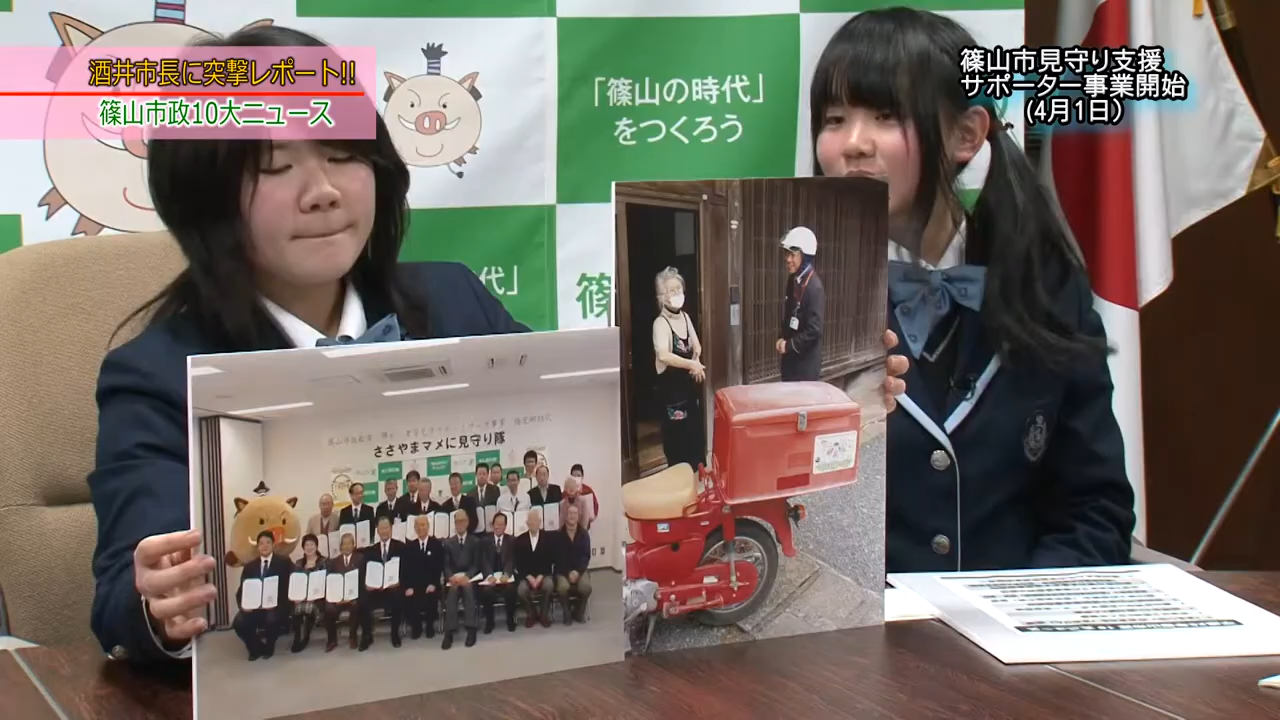 酒井市長に突撃レポート!!
篠山市政10大ニュース
篠山市見守り支援
サポーター事業開始
(4月1日)
「篠山の時代」
をつくろう
代」
篠
ささやまマメに見守り隊